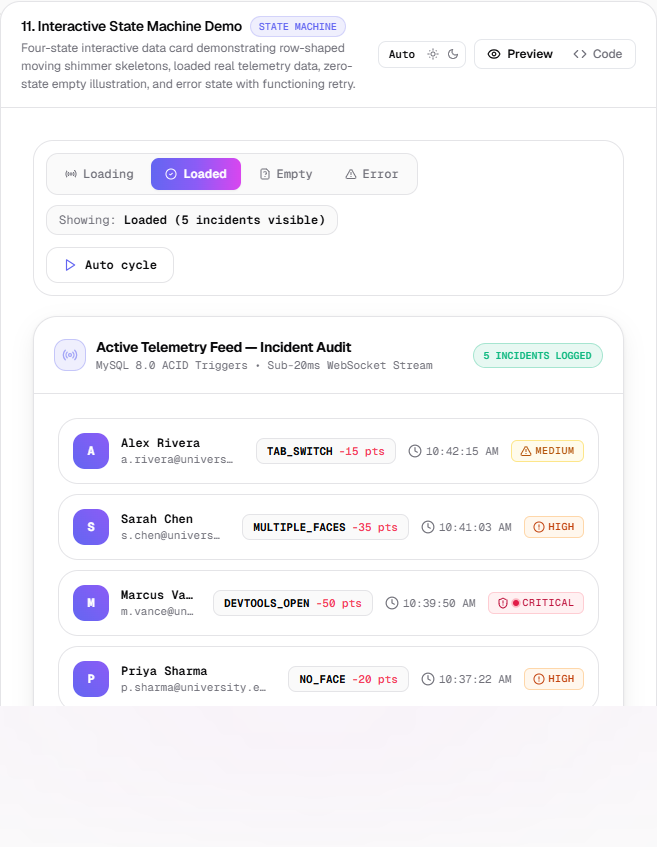 11. Interactive State Machine Demo STATE MACHINE
Four-state interactive data card demonstrating row-shaped
moving shimmer skeletons, loaded real telemetry data, zero-
state empty illustration, and error state with functioning retry.
Auto
Preview
Code
Loading
Loaded
Empty
Error
Showing: Loaded (5 incidents visible)
Auto cycle
Active Telemetry Feed — Incident Audit
MySQL 8.0 ACID Triggers • Sub-20ms WebSocket Stream
5 INCIDENTS LOGGED
A
Alex Rivera
a.rivera@univers…
TAB_SWITCH -15 pts
10:42:15 AM
MEDIUM
S
Sarah Chen
s.chen@univers…
MULTIPLE_FACES -35 pts
10:41:03 AM
HIGH
M
Marcus Va…
m.vance@un…
DEVTOOLS_OPEN -50 pts
10:39:50 AM
CRITICAL
P
Priya Sharma
p.sharma@university.e…
NO_FACE -20 pts
10:37:22 AM
HIGH